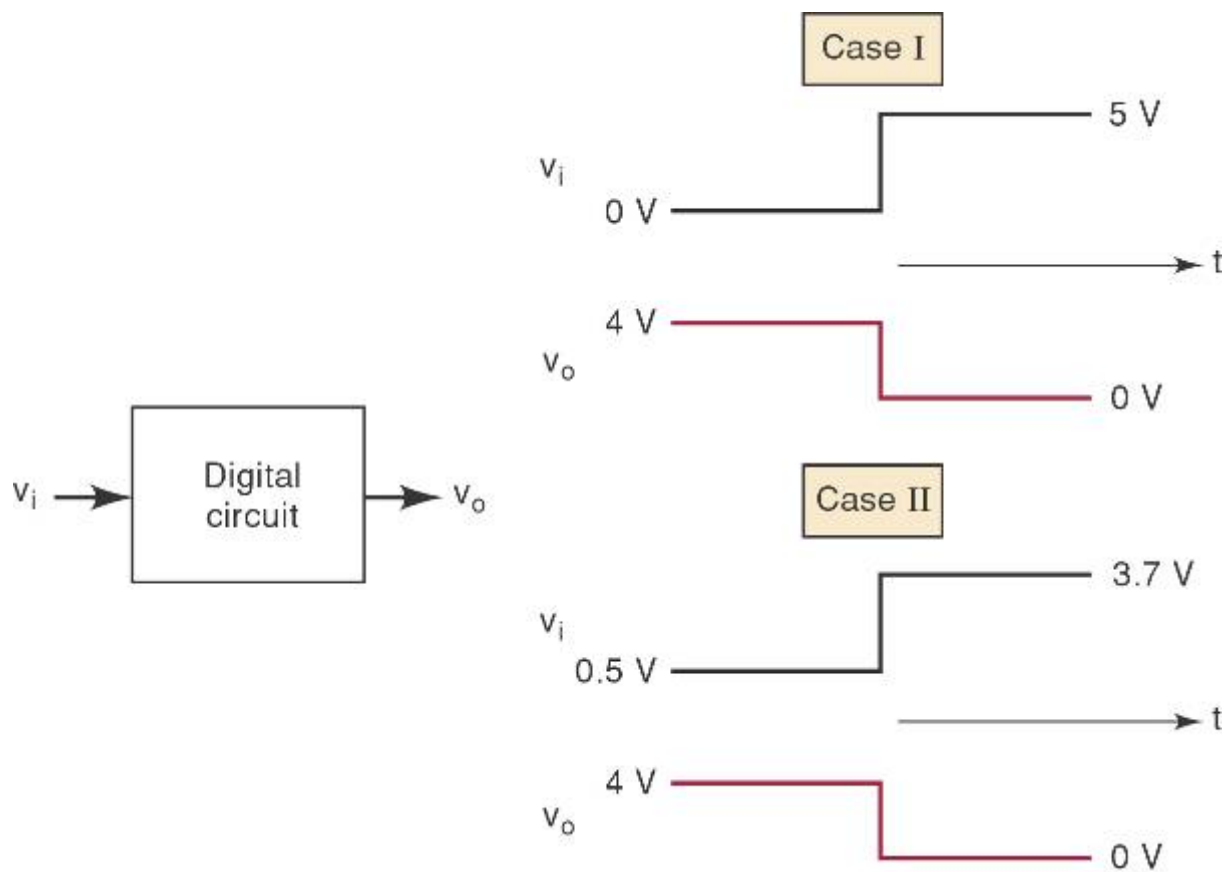 Case I
5 V
vi
0 V
t
4 V
vo
0 V
Digital
circuit
vi
vo
Case II
3.7 V
vi
0.5 V
t
4 V
vo
0 V